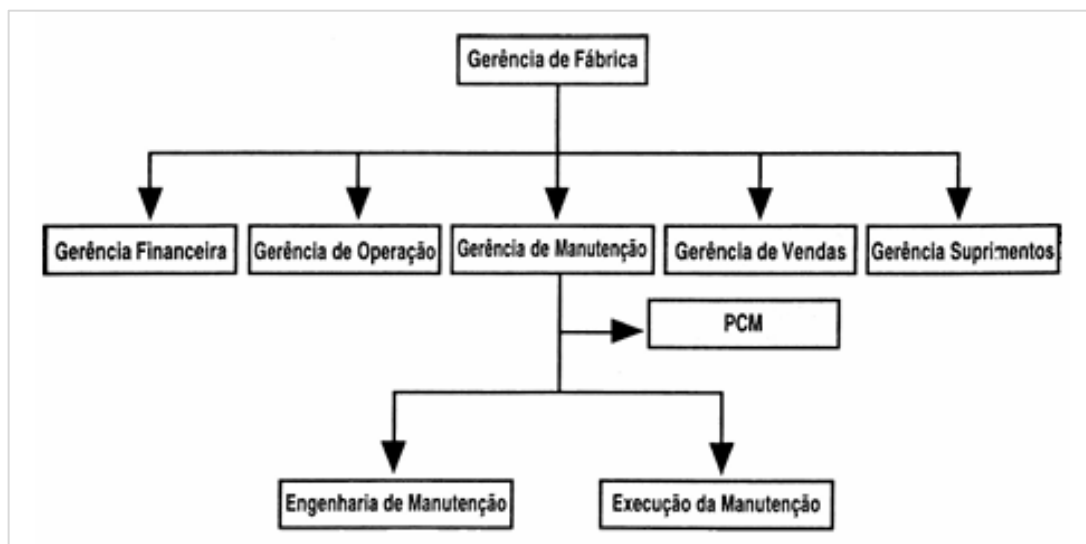 Gerência de Fábrica
Gerência Financeira
Gerência de Operação
Gerência de Manutenção
Gerência de Vendas
Gerência Suprimentos
PCM
Engenharia de Manutenção
Execução da Manutenção